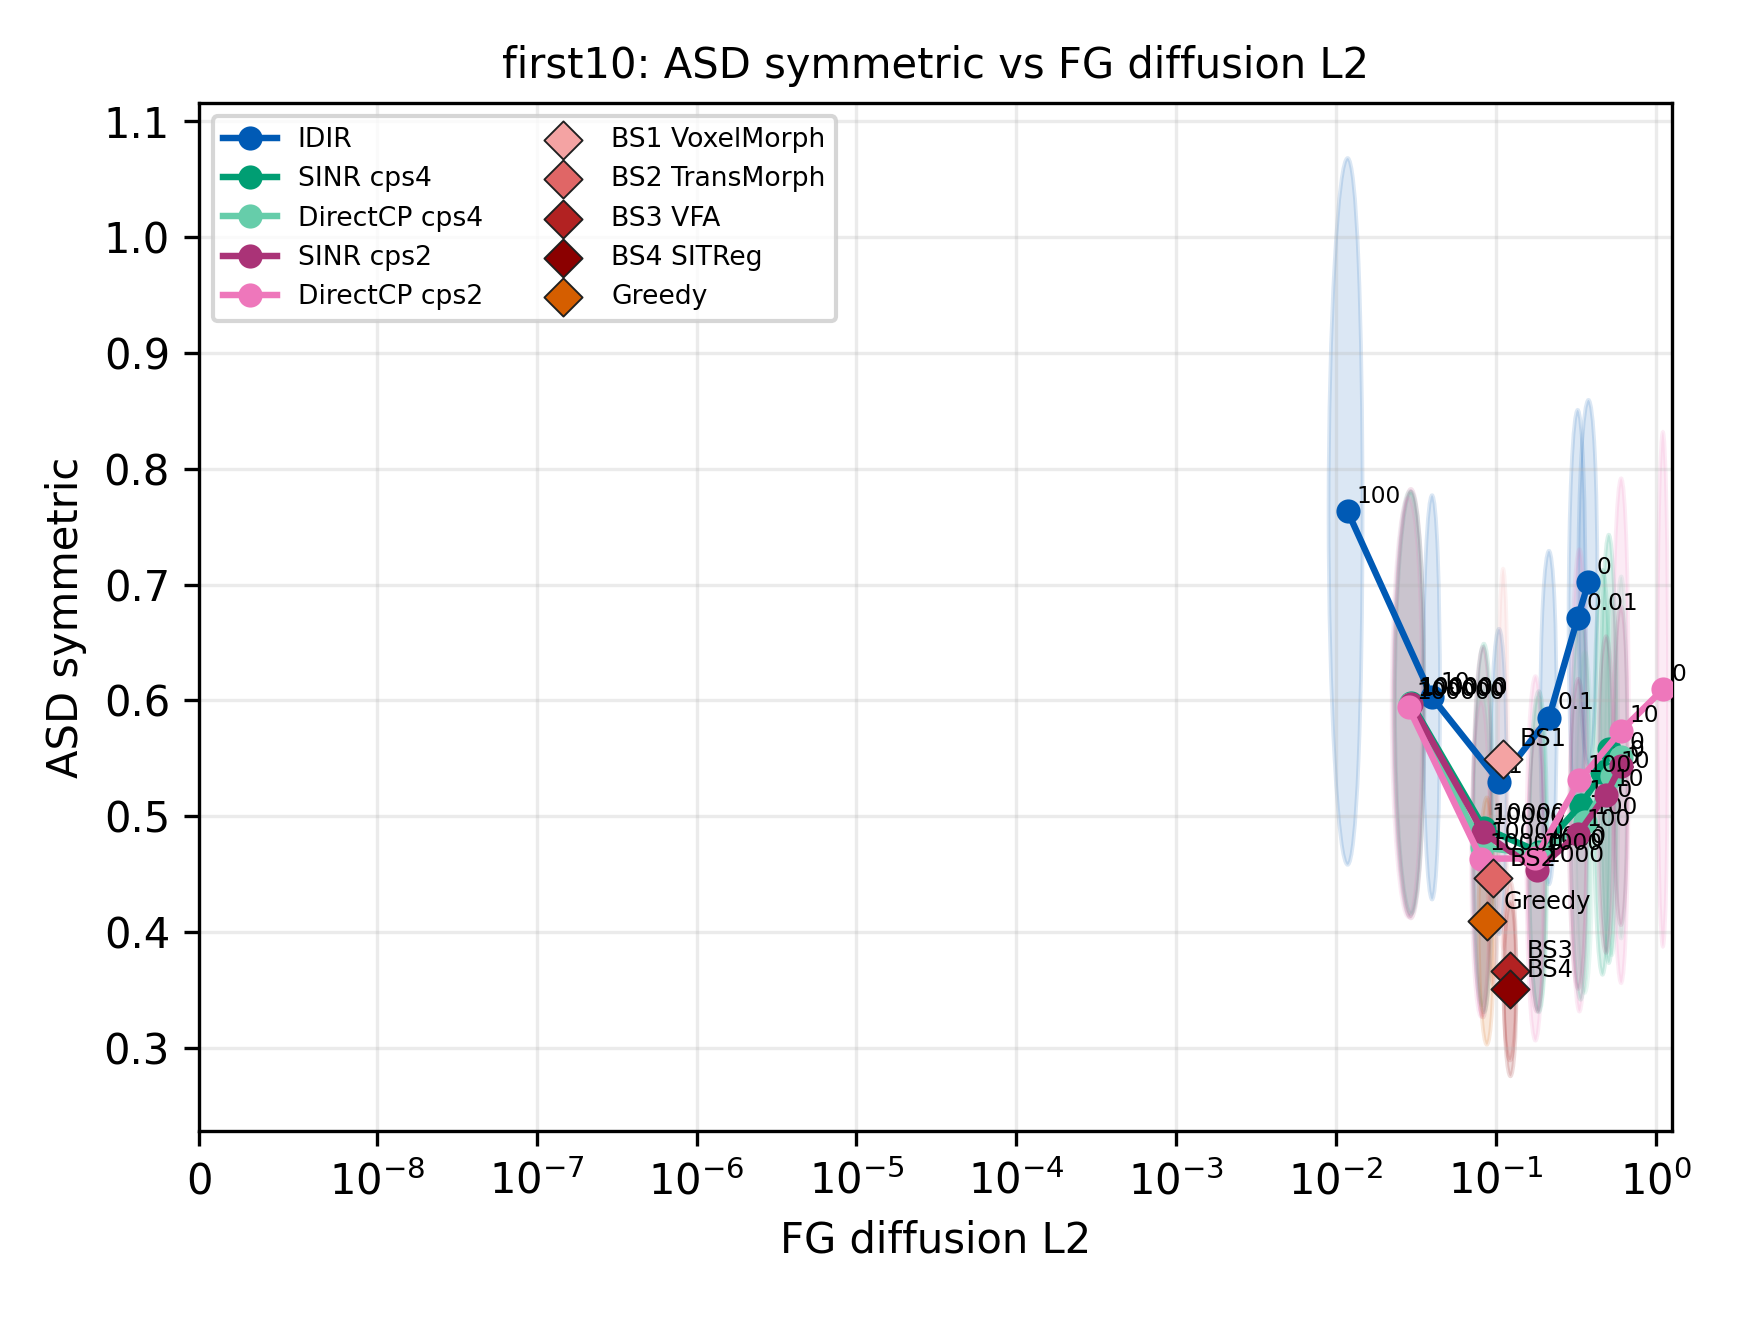 first10: ASD symmetric vs FG diffusion L2
ASD symmetric
1.1
1.0
0.9
0.8
0.7
0.6
0.5
0.4
0.3
IDIR
SINR cps4
DirectCP cps4
SINR cps2
DirectCP cps2
BS1 VoxelMorph
BS2 TransMorph
BS3 VFA
BS4 SITReg
Greedy
100
0
0.01
0.1
0
10
BS1
100000
1000
BS2
Greedy
BS3
BS4
0
10⁻⁸
10⁻⁷
10⁻⁶
10⁻⁵
10⁻⁴
10⁻³
10⁻²
10⁻¹
10⁰
FG diffusion L2